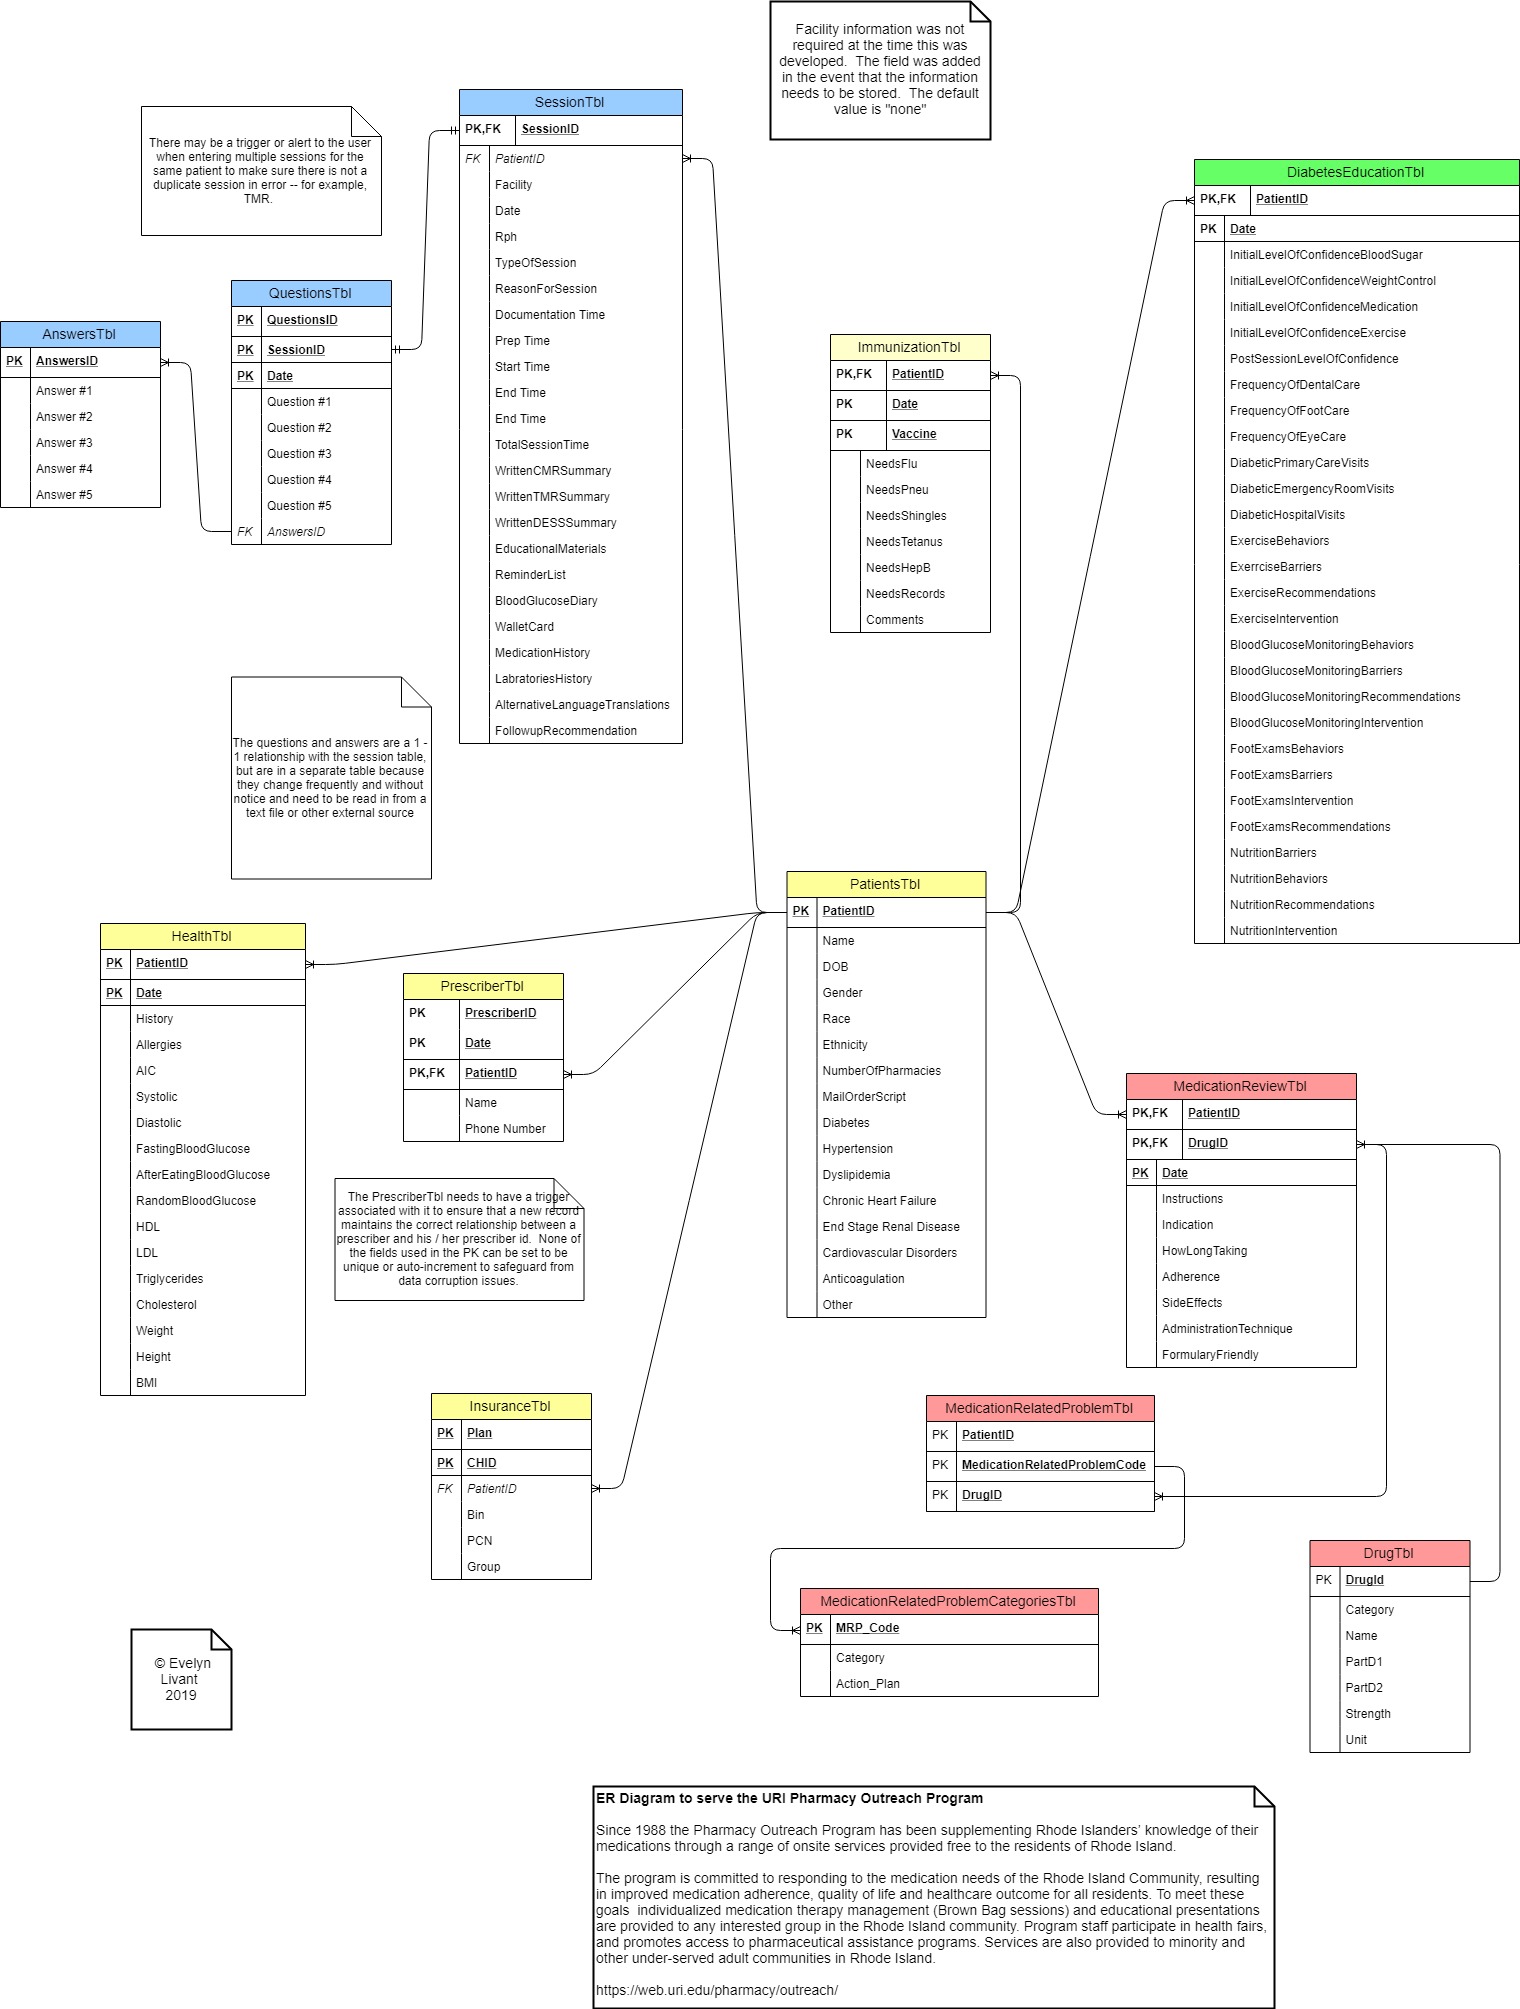 Facility information was not
required at the time this was
developed.  The field was added
in the event that the information
needs to be stored.  The default
value is "none"
There may be a trigger or alert to the user
when entering multiple sessions for the
same patient to make sure there is not a
duplicate session in error -- for example,
TMR.
SessionTbl
PK,FK SessionID
FK PatientID
Facility
Date
Rph
TypeOfSession
ReasonForSession
Documentation Time
Prep Time
Start Time
End Time
End Time
TotalSessionTime
WrittenCMRSummary
WrittenTMRSummary
WrittenDESSSummary
EducationalMaterials
ReminderList
BloodGlucoseDiary
WalletCard
MedicationHistory
LabratoriesHistory
AlternativeLanguageTranslations
FollowupRecommendation
DiabetesEducationTbl
PK,FK PatientID
PK Date
InitialLevelOfConfidenceBloodSugar
InitialLevelOfConfidenceWeightControl
InitialLevelOfConfidenceMedication
InitialLevelOfConfidenceExercise
PostSessionLevelOfConfidence
FrequencyOfDentalCare
FrequencyOfFootCare
FrequencyOfEyeCare
DiabeticPrimaryCareVisits
DiabeticEmergencyRoomVisits
DiabeticHospitalVisits
ExerciseBehaviors
ExerrciseBarriers
ExerciseRecommendations
ExerciseIntervention
BloodGlucoseMonitoringBehaviors
BloodGlucoseMonitoringBarriers
BloodGlucoseMonitoringRecommendations
BloodGlucoseMonitoringIntervention
FootExamsBehaviors
FootExamsBarriers
FootExamsIntervention
FootExamsRecommendations
NutritionBarriers
NutritionBehaviors
NutritionRecommendations
NutritionIntervention
QuestionsTbl
PK QuestionsID
PK SessionID
PK Date
Question #1
Question #2
Question #3
Question #4
Question #5
FK AnswersID
AnswersTbl
PK AnswersID
Answer #1
Answer #2
Answer #3
Answer #4
Answer #5
ImmunizationTbl
PK,FK PatientID
PK Date
PK Vaccine
NeedsFlu
NeedsPneu
NeedsShingles
NeedsTetanus
NeedsHepB
NeedsRecords
Comments
The questions and answers are a 1 -
1 relationship with the session table,
but are in a separate table because
they change frequently and without
notice and need to be read in from a
text file or other external source
PatientsTbl
PK PatientID
Name
DOB
Gender
Race
Ethnicity
NumberOfPharmacies
MailOrderScript
Diabetes
Hypertension
Dyslipidemia
Chronic Heart Failure
End Stage Renal Disease
Cardiovascular Disorders
Anticoagulation
Other
HealthTbl
PK PatientID
PK Date
History
Allergies
AIC
Systolic
Diastolic
FastingBloodGlucose
AfterEatingBloodGlucose
RandomBloodGlucose
HDL
LDL
Triglycerides
Cholesterol
Weight
Height
BMI
PrescriberTbl
PK PrescriberID
PK Date
PK,FK PatientID
Name
Phone Number
The PrescriberTbl needs to have a trigger
associated with it to ensure that a new record
maintains the correct relationship between a
prescriber and his / her prescriber id.  None of
the fields used in the PK can be set to be
unique or auto-increment to safeguard from
data corruption issues.
MedicationReviewTbl
PK,FK PatientID
PK,FK DrugID
PK Date
Instructions
Indication
HowLongTaking
Adherence
SideEffects
AdministrationTechnique
FormularyFriendly
InsuranceTbl
PK Plan
PK CHID
FK PatientID
Bin
PCN
Group
MedicationRelatedProblemTbl
PK PatientID
PK MedicationRelatedProblemCode
PK DrugID
MedicationRelatedProblemCategoriesTbl
PK MRP_Code
Category
Action_Plan
DrugTbl
PK DrugId
Category
Name
PartD1
PartD2
Strength
Unit
© Evelyn
Livant
2019
ER Diagram to serve the URI Pharmacy Outreach Program
Since 1988 the Pharmacy Outreach Program has been supplementing Rhode Islanders’ knowledge of their
medications through a range of onsite services provided free to the residents of Rhode Island.
The program is committed to responding to the medication needs of the Rhode Island Community, resulting
in improved medication adherence, quality of life and healthcare outcome for all residents. To meet these
goals  individualized medication therapy management (Brown Bag sessions) and educational presentations
are provided to any interested group in the Rhode Island community. Program staff participate in health fairs,
and promotes access to pharmaceutical assistance programs. Services are also provided to minority and
other under-served adult communities in Rhode Island.
https://web.uri.edu/pharmacy/outreach/